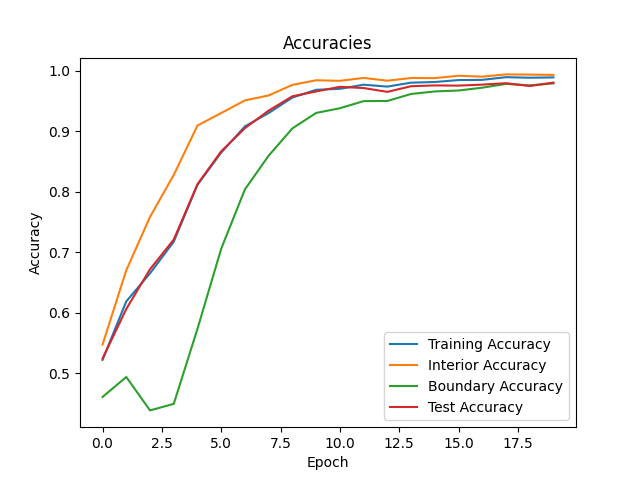 Accuracies
1.0
0.9
0.8
0.7
0.6
0.5
Accuracy
Training Accuracy
Interior Accuracy
Boundary Accuracy
Test Accuracy
0.0 2.5 5.0 7.5 10.0 12.5 15.0 17.5
Epoch